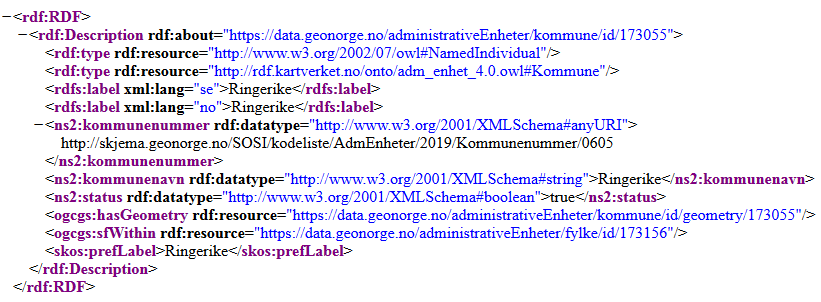 −<rdf:RDF>
−<rdf:Description rdf:about="https://data.geonorge.no/administrativeEnheter/kommune/id/173055">
<rdf:type rdf:resource="http://www.w3.org/2002/07/owl#NamedIndividual"/>
<rdf:type rdf:resource="http://rdf.kartverket.no/onto/adm_enhet_4.0.owl#Kommune"/>
<rdfs:label xml:lang="se">Ringerike</rdfs:label>
<rdfs:label xml:lang="no">Ringerike</rdfs:label>
−<ns2:kommunenummer rdf:datatype="http://www.w3.org/2001/XMLSchema#anyURI">
http://skjema.geonorge.no/SOSI/kodeliste/AdmEnheter/2019/Kommunenummer/0605
</ns2:kommunenummer>
<ns2:kommunenavn rdf:datatype="http://www.w3.org/2001/XMLSchema#string">Ringerike</ns2:kommunenavn>
<ns2:status rdf:datatype="http://www.w3.org/2001/XMLSchema#boolean">true</ns2:status>
<ogcgs:hasGeometry rdf:resource="https://data.geonorge.no/administrativeEnheter/kommune/id/geometry/173055"/>
<ogcgs:sfWithin rdf:resource="https://data.geonorge.no/administrativeEnheter/fylke/id/173156"/>
<skos:prefLabel>Ringerike</skos:prefLabel>
</rdf:Description>
</rdf:RDF>